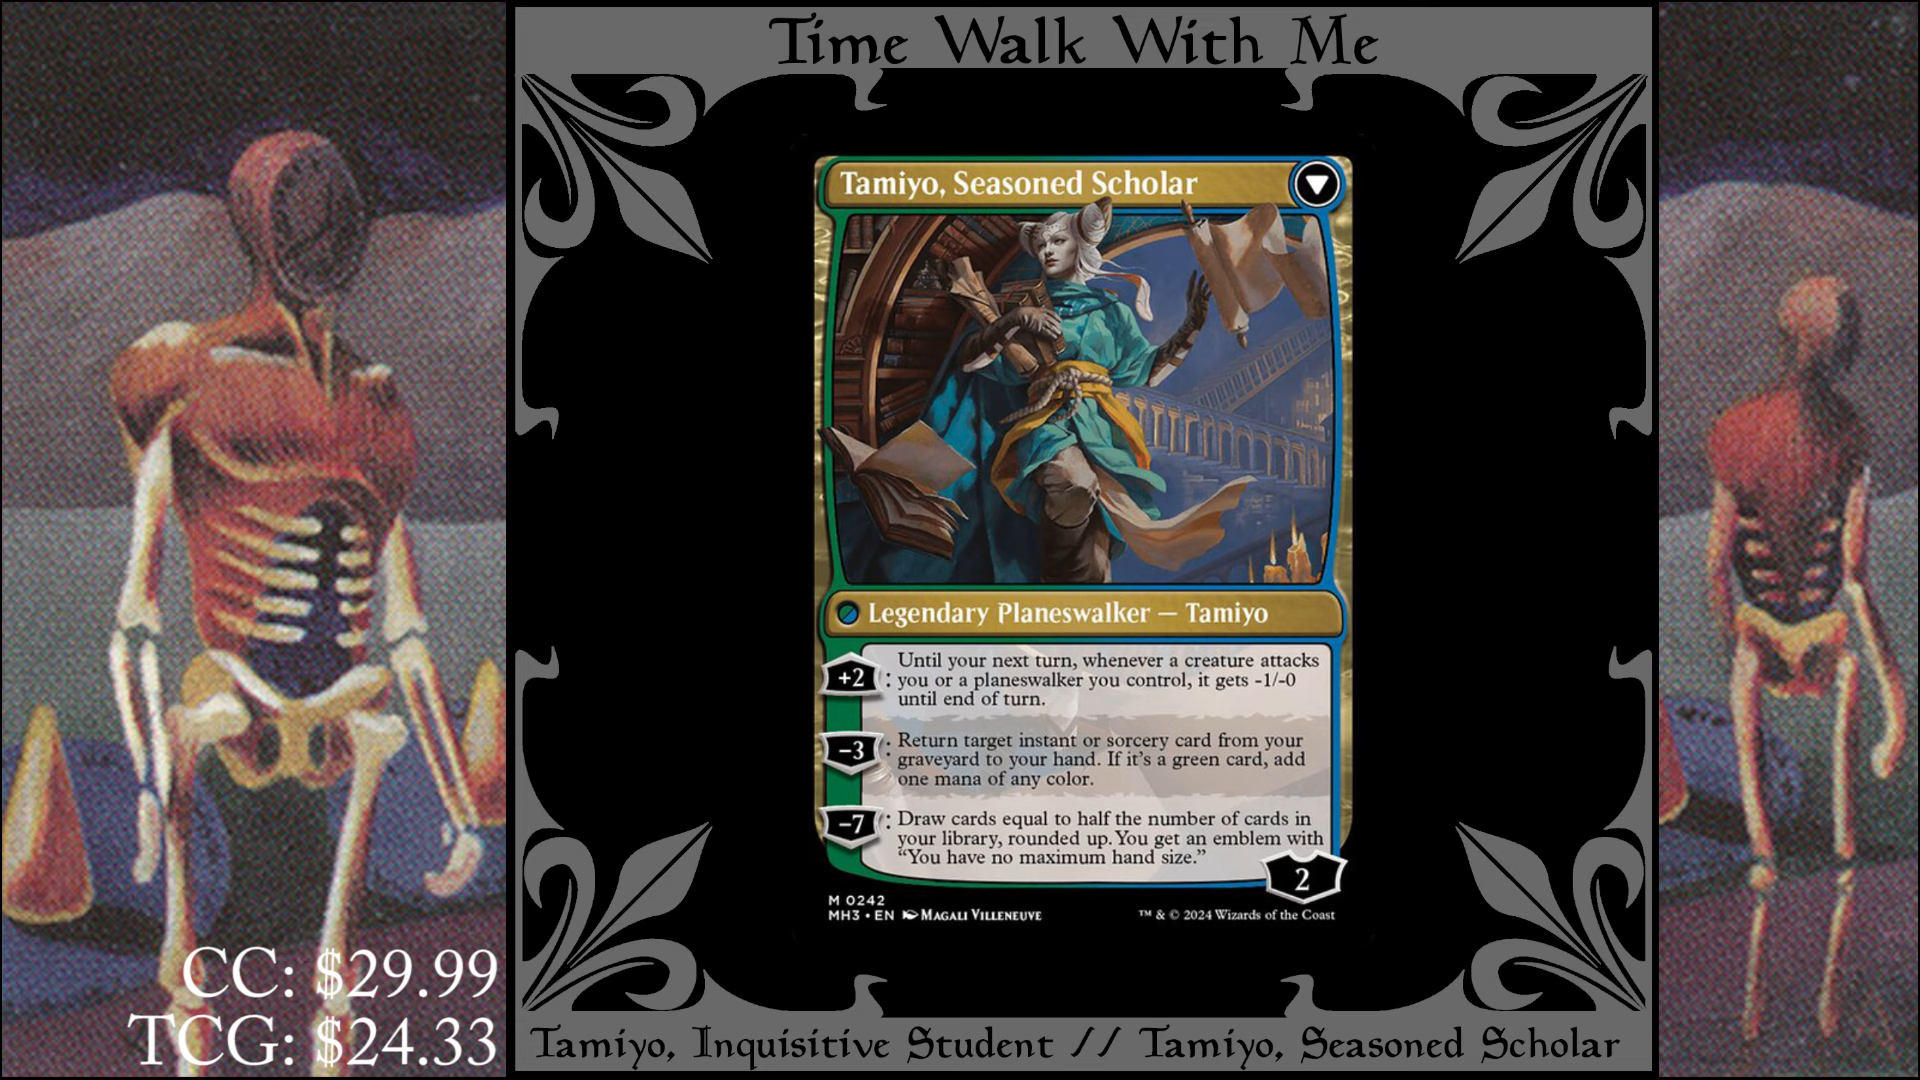 Time Walk With Me
Tamiyo, Seasoned Scholar
Legendary Planeswalker — Tamiyo
+2 : Until your next turn, whenever a creature attacks
you or a planeswalker you control, it gets -1/-0
until end of turn.
−3 : Return target instant or sorcery card from your
graveyard to your hand. If it's a green card, add
one mana of any color.
−7 : Draw cards equal to half the number of cards in
your library, rounded up. You get an emblem with
“You have no maximum hand size.”
2
M 0242
MH3 • EN MAGALI VILLENEUVE
™ & © 2024 Wizards of the Coast
CC: $29.99
TCG: $24.33
Tamiyo, Inquisitive Student // Tamiyo, Seasoned Scholar